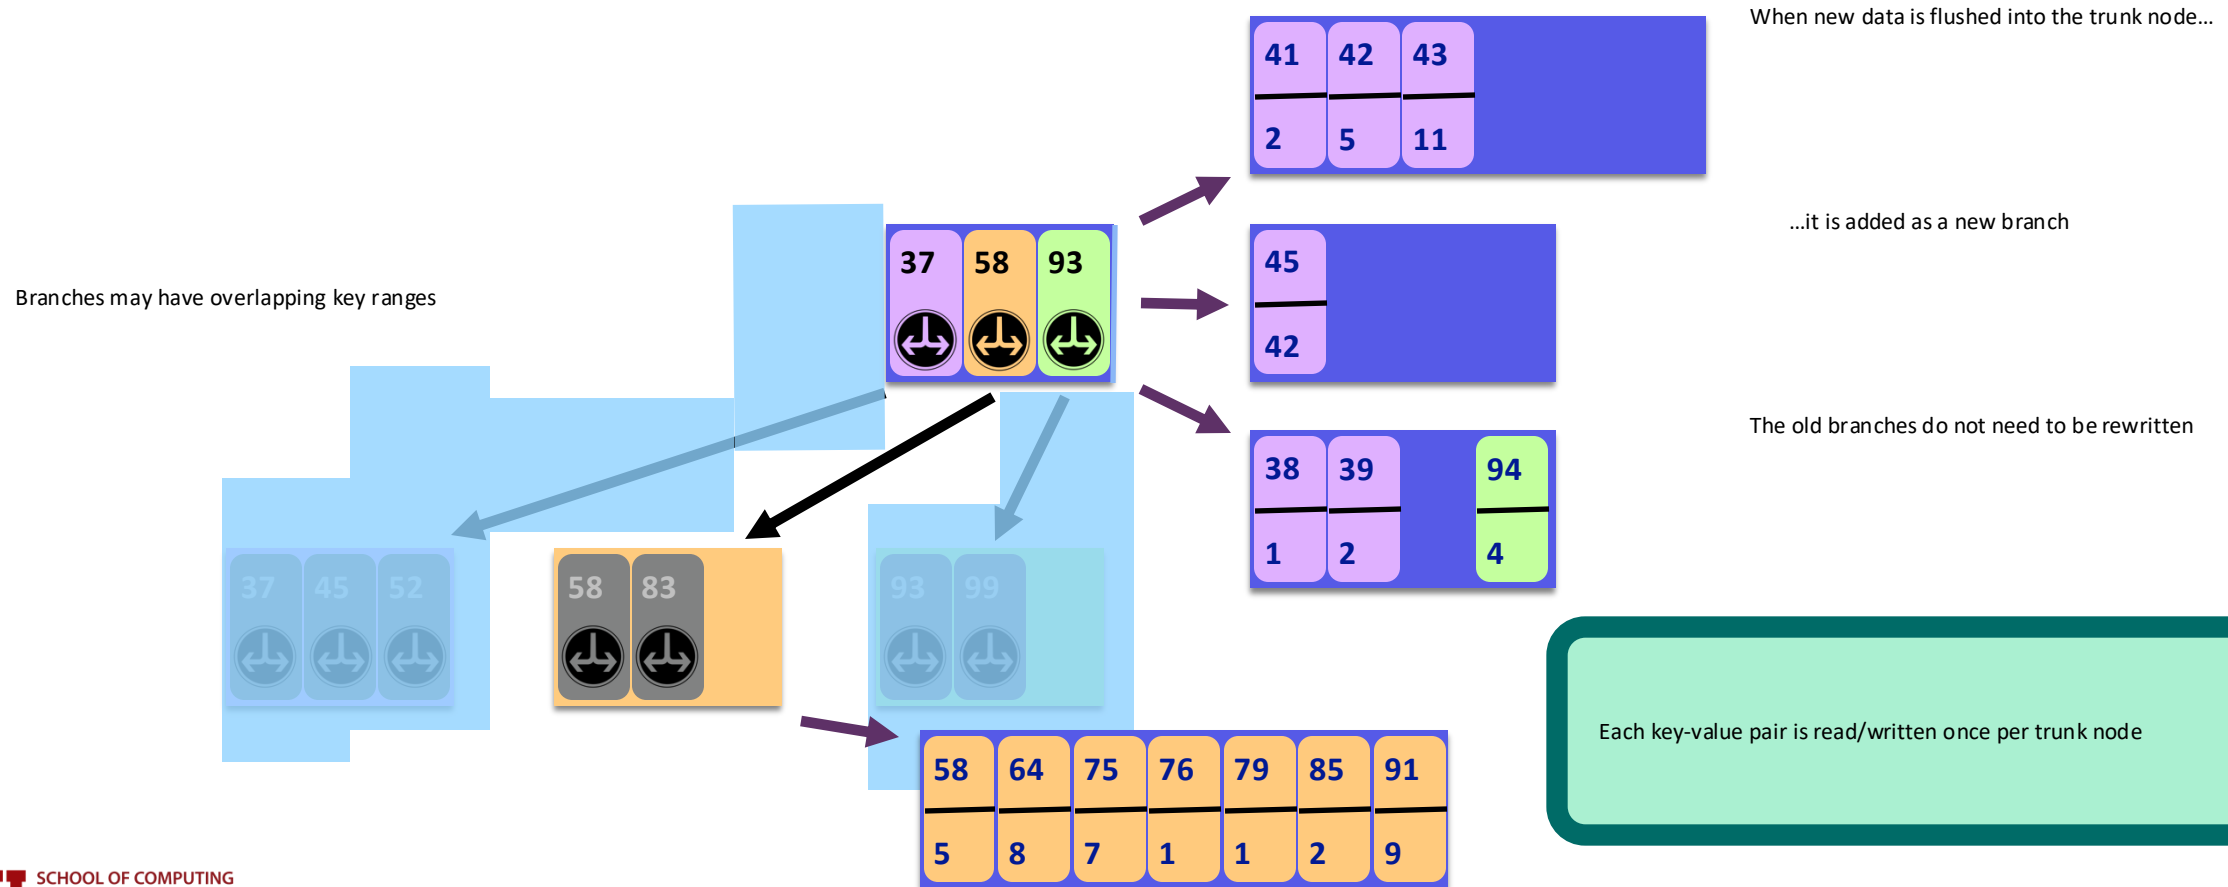 When new data is flushed into the trunk node…
41 42 43
2 5 11
…it is added as a new branch
37 58 93
45
42
Branches may have overlapping key ranges
The old branches do not need to be rewritten
38 39 94
1 2 4
37 45 52
58 83
93 99
Each key-value pair is read/written once per trunk node
58 64 75 76 79 85 91
5 8 7 1 1 2 9
SCHOOL OF COMPUTING